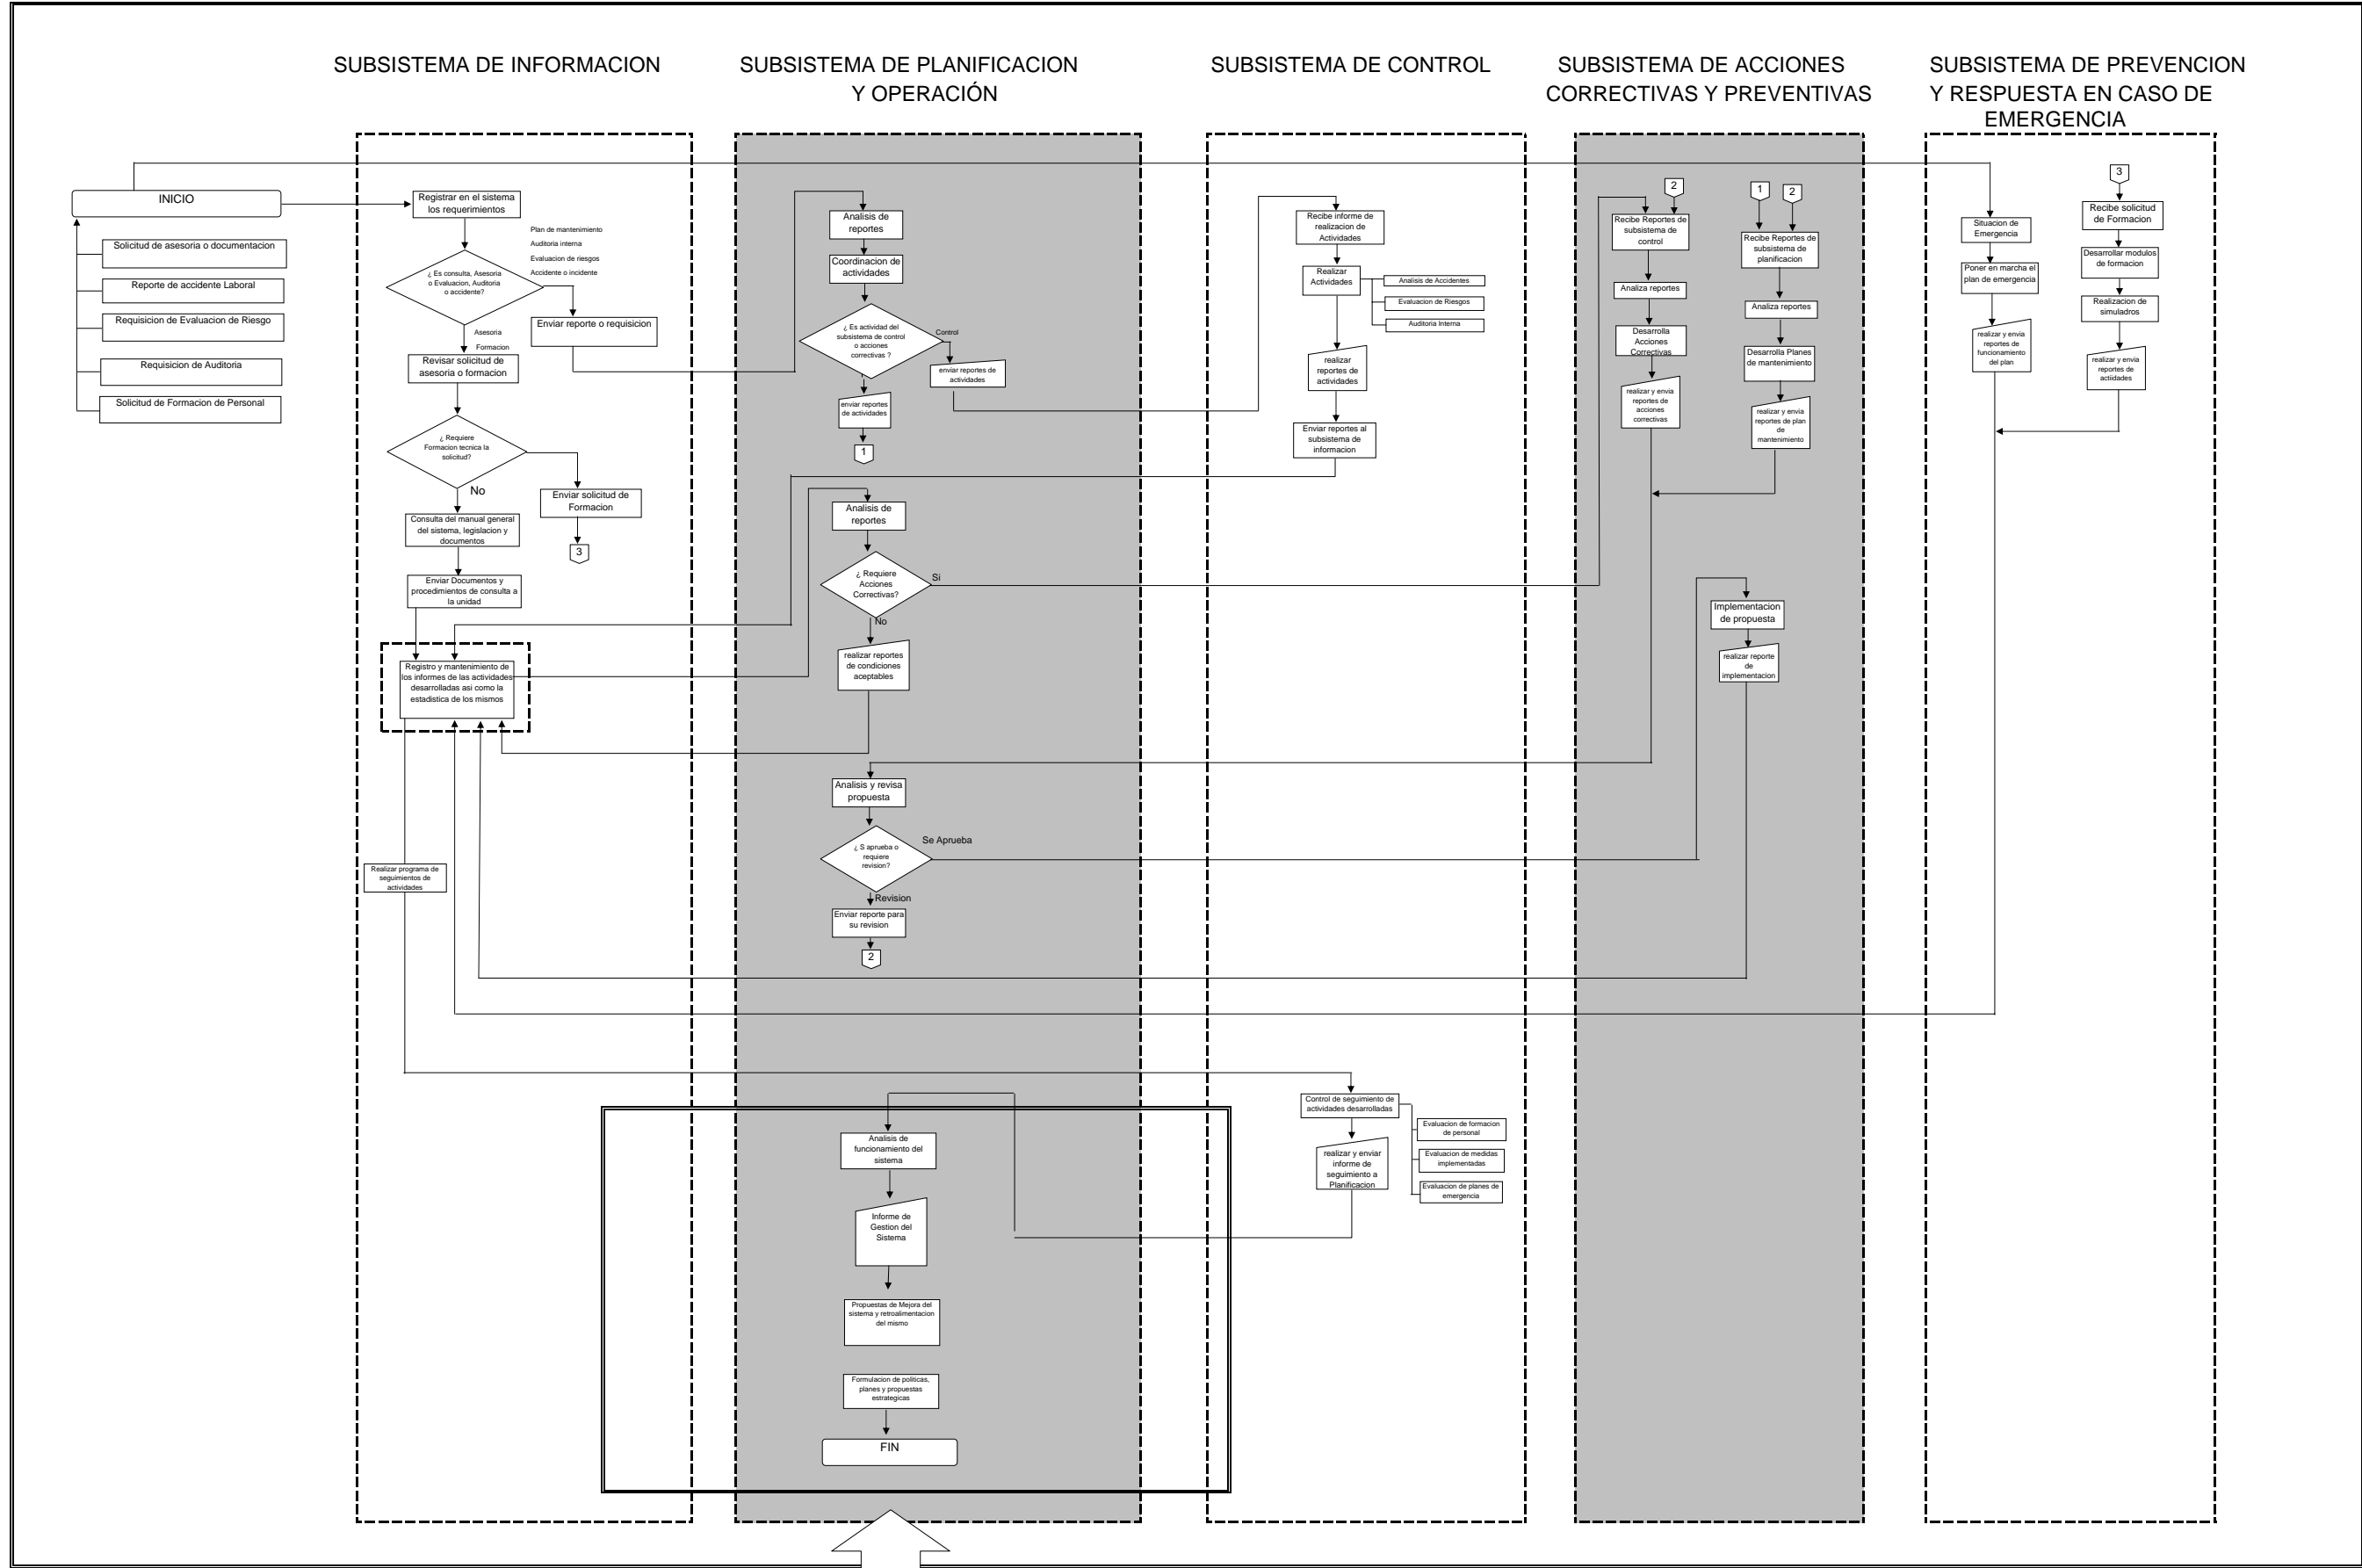 SUBSISTEMA DE INFORMACION
SUBSISTEMA DE PLANIFICACION
Y OPERACIÓN
SUBSISTEMA DE CONTROL
SUBSISTEMA DE ACCIONES
CORRECTIVAS Y PREVENTIVAS
SUBSISTEMA DE PREVENCION
Y RESPUESTA EN CASO DE
EMERGENCIA
INICIO
Solicitud de asesoria o documentacion
Reporte de accidente Laboral
Requisicion de Evaluacion de Riesgo
Requisicion de Auditoria
Solicitud de Formacion de Personal
Registrar en el sistema
los requerimientos
Plan de mantenimiento
Auditoria interna
Evaluacion de riesgos
Accidente o incidente
¿ Es consulta, Asesoria
o Evaluacion, Auditoria
o accidente?
Enviar reporte o requisicion
Asesoria
Formacion
Revisar solicitud de
asesoria o formacion
¿ Requiere
Formacion tecnica la
solicitud?
No
Enviar solicitud de
Formacion
3
Consulta del manual general
del sistema, legislacion y
documentos
Enviar Documentos y
procedimientos de consulta a
la unidad
Registro y mantenimiento de
los informes de las actividades
desarrolladas asi como la
estadistica de los mismos
Realizar programa de
seguimientos de
actividades
Analisis de
reportes
Coordinacion de
actividades
¿ Es actividad del
subsistema de control
o acciones
correctivas ?
Control
enviar reportes de
actividades
enviar reportes
de actividades
1
Analisis de
reportes
¿ Requiere
Acciones
Correctivas?
Si
No
realizar reportes
de condiciones
aceptables
Analisis y revisa
propuesta
¿ S aprueba o
requiere
revision?
Se Aprueba
Revision
Enviar reporte para
su revision
2
Analisis de
funcionamiento del
sistema
Informe de
Gestion del
Sistema
Propuestas de Mejora del
sistema y retroalimentacion
del mismo
Formulacion de politicas,
planes y propuestas
estrategicas
FIN
Recibe informe de
realizacion de
Actividades
Realizar
Actividades
Analisis de Accidentes
Evaluacion de Riesgos
Auditoria Interna
realizar
reportes de
actividades
Enviar reportes al
subsistema de
informacion
Control de seguimiento de
actividades desarrolladas
Evaluacion de formacion
de personal
Evaluacion de medidas
implementadas
Evaluacion de planes de
emergencia
realizar y enviar
informe de
seguimiento a
Planificacion
2
Recibe Reportes de
subsistema de
control
Analiza reportes
Desarrolla
Acciones
Correctivas
realizar y envia
reportes de
acciones
correctivas
1
2
Recibe Reportes de
subsistema de
planificacion
Analiza reportes
Desarrolla Planes
de mantenimiento
realizar y envia
reportes de plan
de
mantenimiento
Implementacion
de propuesta
realizar reporte
de
implementacion
Situacion de
Emergencia
Poner en marcha el
plan de emergencia
realizar y envia
reportes de
funcionamiento
del plan
3
Recibe solicitud
de Formacion
Desarrollar modulos
de formacion
Realizacion de
simuladros
realizar y envia
reportes de
actiidades